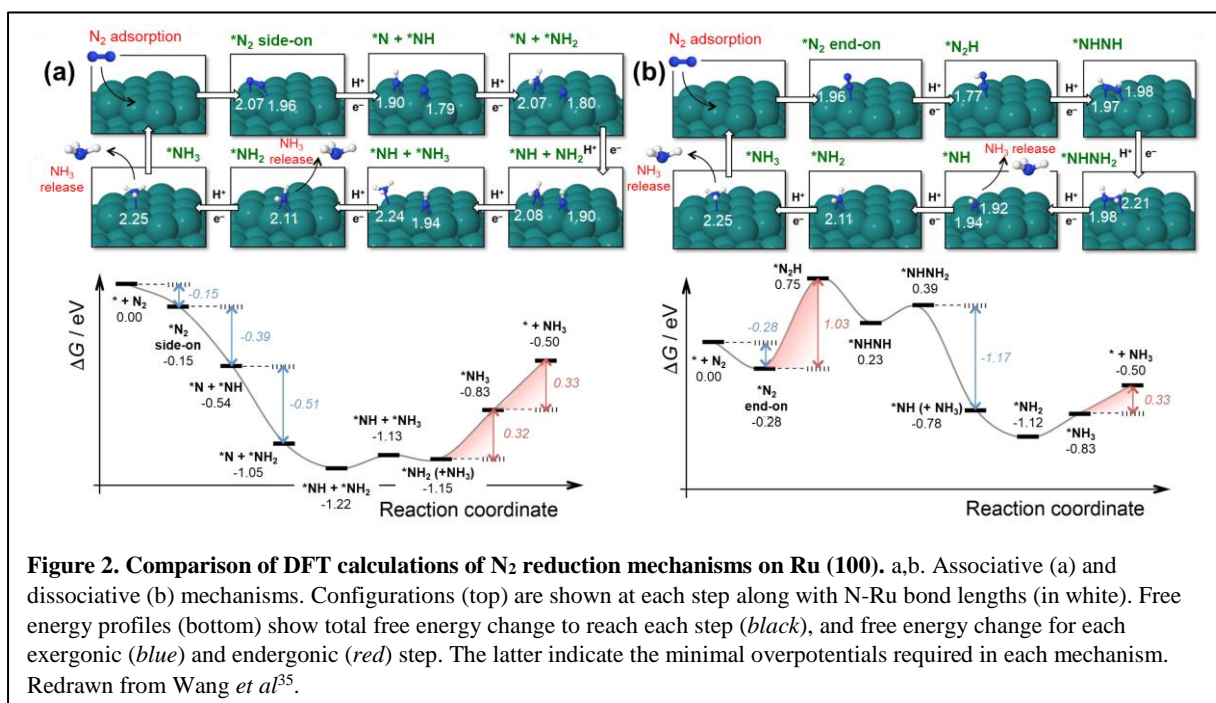 (a)
N₂ adsorption
*N₂ side-on
*N + *NH
*N + *NH₂
2.07 1.96
H⁺
e⁻
1.90 1.79
H⁺
e⁻
2.07 1.80
NH₃ release
*NH₃
*NH₂
NH₃ release
*NH + *NH₃
*NH + NH₂
H⁺
e⁻
2.25
H⁺
e⁻
2.11
H⁺
e⁻
2.24 1.94
H⁺
e⁻
2.08 1.90
(b)
N₂ adsorption
*N₂ end-on
*N₂H
*NHNH
1.96
H⁺
e⁻
1.77
H⁺
e⁻
1.97 1.98
NH₃ release
*NH₃
*NH₂
*NH
NH₃ release
*NHNH₂
H⁺
e⁻
2.25
H⁺
e⁻
2.11
H⁺
e⁻
1.94 1.92
H⁺
e⁻
1.98 2.21
ΔG / eV
* + N₂
0.00
-0.15
*N₂
side-on
-0.15
-0.39
*N + *NH
-0.54
-0.51
*N + *NH₂
-1.05
*NH + *NH₂
-1.22
*NH + *NH₃
-1.13
*NH₂ (+NH₃)
-1.15
0.32
*NH₃
-0.83
0.33
* + NH₃
-0.50
Reaction coordinate
ΔG / eV
* + N₂
0.00
-0.28
*N₂
end-on
-0.28
*N₂H
0.75
1.03
*NHNH
0.23
*NHNH₂
0.39
-1.17
*NH (+ NH₃)
-0.78
*NH₂
-1.12
*NH₃
-0.83
0.33
* + NH₃
-0.50
Reaction coordinate
Figure 2. Comparison of DFT calculations of N₂ reduction mechanisms on Ru (100). a,b. Associative (a) and
dissociative (b) mechanisms. Configurations (top) are shown at each step along with N-Ru bond lengths (in white). Free
energy profiles (bottom) show total free energy change to reach each step (black), and free energy change for each
exergonic (blue) and endergonic (red) step. The latter indicate the minimal overpotentials required in each mechanism.
Redrawn from Wang et al³⁵.